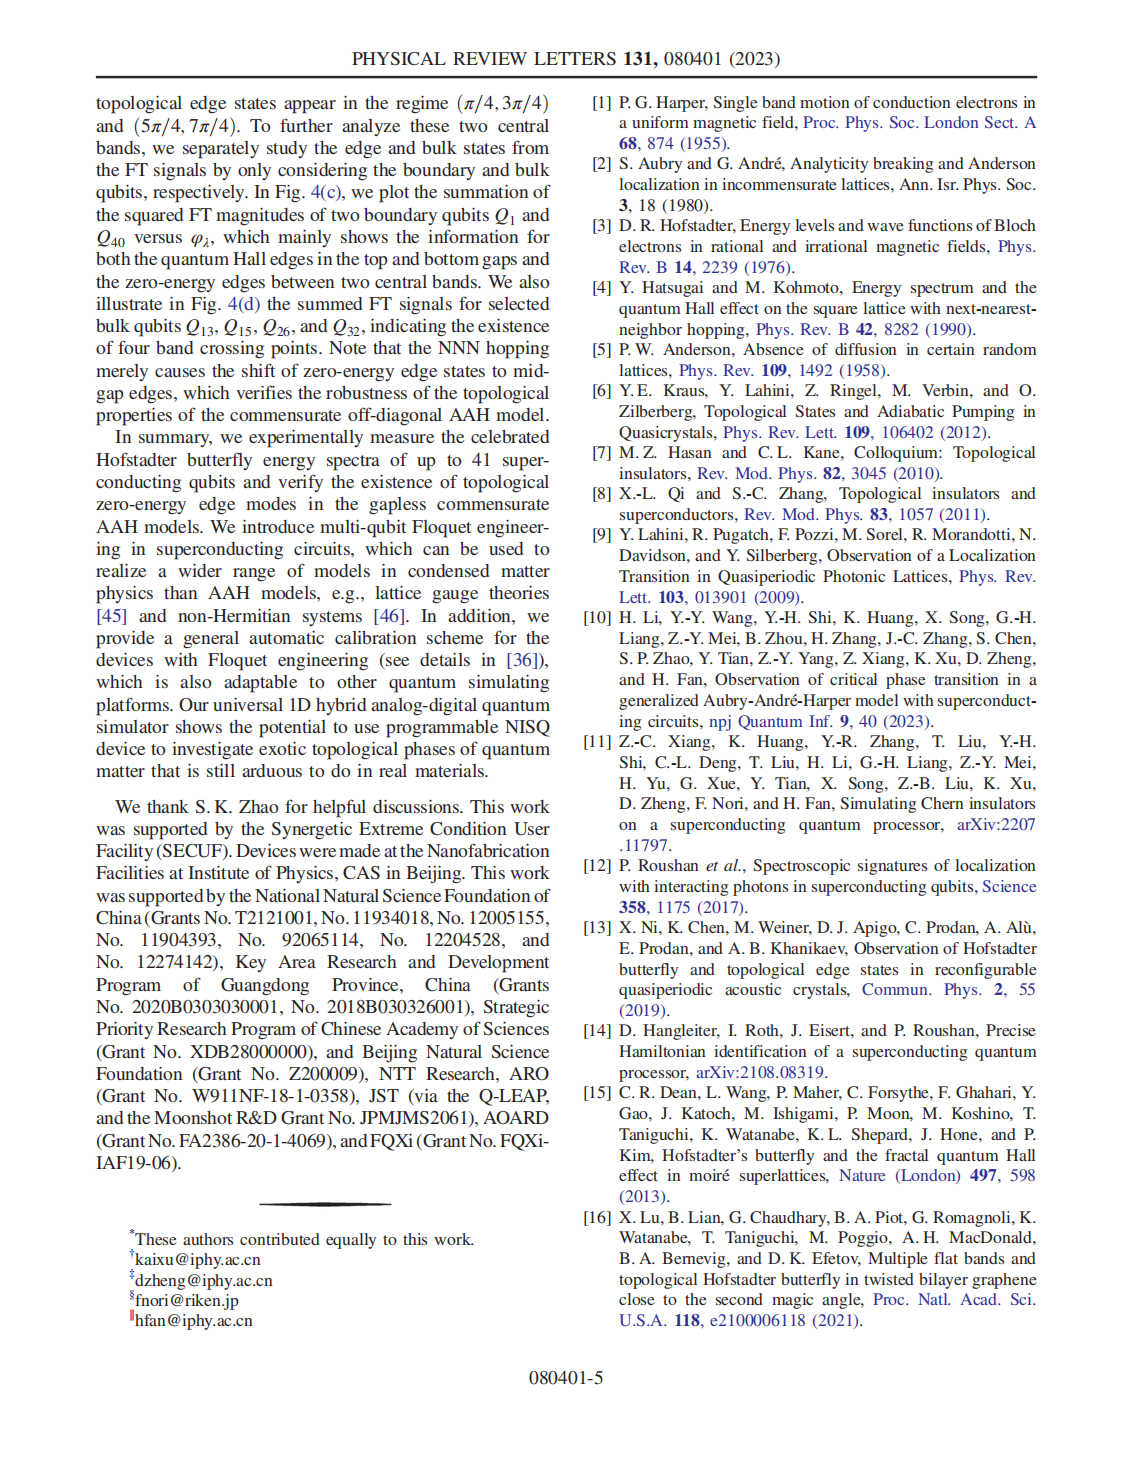 PHYSICAL REVIEW LETTERS 131, 080401 (2023)
topological edge states appear in the regime (π/4, 3π/4)
and (5π/4, 7π/4). To further analyze these two central
bands, we separately study the edge and bulk states from
the FT signals by only considering the boundary and bulk
qubits, respectively. In Fig. 4(c), we plot the summation of
the squared FT magnitudes of two boundary qubits Q1 and
Q40 versus φλ, which mainly shows the information for
both the quantum Hall edges in the top and bottom gaps and
the zero-energy edges between two central bands. We also
illustrate in Fig. 4(d) the summed FT signals for selected
bulk qubits Q13, Q15, Q26, and Q32, indicating the existence
of four band crossing points. Note that the NNN hopping
merely causes the shift of zero-energy edge states to mid-
gap edges, which verifies the robustness of the topological
properties of the commensurate off-diagonal AAH model.
In summary, we experimentally measure the celebrated
Hofstadter butterfly energy spectra of up to 41 super-
conducting qubits and verify the existence of topological
zero-energy edge modes in the gapless commensurate
AAH models. We introduce multi-qubit Floquet engineer-
ing in superconducting circuits, which can be used to
realize a wider range of models in condensed matter
physics than AAH models, e.g., lattice gauge theories
[45] and non-Hermitian systems [46]. In addition, we
provide a general automatic calibration scheme for the
devices with Floquet engineering (see details in [36]),
which is also adaptable to other quantum simulating
platforms. Our universal 1D hybrid analog-digital quantum
simulator shows the potential to use programmable NISQ
device to investigate exotic topological phases of quantum
matter that is still arduous to do in real materials.
We thank S. K. Zhao for helpful discussions. This work
was supported by the Synergetic Extreme Condition User
Facility (SECUF). Devices were made at the Nanofabrication
Facilities at Institute of Physics, CAS in Beijing. This work
was supported by the National Natural Science Foundation of
China (Grants No. T2121001, No. 11934018, No. 12005155,
No. 11904393, No. 92065114, No. 12204528, and
No. 12274142), Key Area Research and Development
Program of Guangdong Province, China (Grants
No. 2020B0303030001, No. 2018B030326001), Strategic
Priority Research Program of Chinese Academy of Sciences
(Grant No. XDB28000000), and Beijing Natural Science
Foundation (Grant No. Z200009), NTT Research, ARO
(Grant No. W911NF-18-1-0358), JST (via the Q-LEAP,
and the Moonshot R&D Grant No. JPMJMS2061), AOARD
(Grant No. FA2386-20-1-4069), and FQXi (Grant No. FQXi-
IAF19-06).
*These authors contributed equally to this work.
†kaixu@iphy.ac.cn
‡dzheng@iphy.ac.cn
§fnori@riken.jp
∥hfan@iphy.ac.cn
[1] P. G. Harper, Single band motion of conduction electrons in
a uniform magnetic field, Proc. Phys. Soc. London Sect. A
68, 874 (1955).
[2] S. Aubry and G. André, Analyticity breaking and Anderson
localization in incommensurate lattices, Ann. Isr. Phys. Soc.
3, 18 (1980).
[3] D. R. Hofstadter, Energy levels and wave functions of Bloch
electrons in rational and irrational magnetic fields, Phys.
Rev. B 14, 2239 (1976).
[4] Y. Hatsugai and M. Kohmoto, Energy spectrum and the
quantum Hall effect on the square lattice with next-nearest-
neighbor hopping, Phys. Rev. B 42, 8282 (1990).
[5] P. W. Anderson, Absence of diffusion in certain random
lattices, Phys. Rev. 109, 1492 (1958).
[6] Y. E. Kraus, Y. Lahini, Z. Ringel, M. Verbin, and O.
Zilberberg, Topological States and Adiabatic Pumping in
Quasicrystals, Phys. Rev. Lett. 109, 106402 (2012).
[7] M. Z. Hasan and C. L. Kane, Colloquium: Topological
insulators, Rev. Mod. Phys. 82, 3045 (2010).
[8] X.-L. Qi and S.-C. Zhang, Topological insulators and
superconductors, Rev. Mod. Phys. 83, 1057 (2011).
[9] Y. Lahini, R. Pugatch, F. Pozzi, M. Sorel, R. Morandotti, N.
Davidson, and Y. Silberberg, Observation of a Localization
Transition in Quasiperiodic Photonic Lattices, Phys. Rev.
Lett. 103, 013901 (2009).
[10] H. Li, Y.-Y. Wang, Y.-H. Shi, K. Huang, X. Song, G.-H.
Liang, Z.-Y. Mei, B. Zhou, H. Zhang, J.-C. Zhang, S. Chen,
S. P. Zhao, Y. Tian, Z.-Y. Yang, Z. Xiang, K. Xu, D. Zheng,
and H. Fan, Observation of critical phase transition in a
generalized Aubry-André-Harper model with superconduct-
ing circuits, npj Quantum Inf. 9, 40 (2023).
[11] Z.-C. Xiang, K. Huang, Y.-R. Zhang, T. Liu, Y.-H.
Shi, C.-L. Deng, T. Liu, H. Li, G.-H. Liang, Z.-Y. Mei,
H. Yu, G. Xue, Y. Tian, X. Song, Z.-B. Liu, K. Xu,
D. Zheng, F. Nori, and H. Fan, Simulating Chern insulators
on a superconducting quantum processor, arXiv:2207
.11797.
[12] P. Roushan et al., Spectroscopic signatures of localization
with interacting photons in superconducting qubits, Science
358, 1175 (2017).
[13] X. Ni, K. Chen, M. Weiner, D. J. Apigo, C. Prodan, A. Alù,
E. Prodan, and A. B. Khanikaev, Observation of Hofstadter
butterfly and topological edge states in reconfigurable
quasiperiodic acoustic crystals, Commun. Phys. 2, 55
(2019).
[14] D. Hangleiter, I. Roth, J. Eisert, and P. Roushan, Precise
Hamiltonian identification of a superconducting quantum
processor, arXiv:2108.08319.
[15] C. R. Dean, L. Wang, P. Maher, C. Forsythe, F. Ghahari, Y.
Gao, J. Katoch, M. Ishigami, P. Moon, M. Koshino, T.
Taniguchi, K. Watanabe, K. L. Shepard, J. Hone, and P.
Kim, Hofstadter's butterfly and the fractal quantum Hall
effect in moiré superlattices, Nature (London) 497, 598
(2013).
[16] X. Lu, B. Lian, G. Chaudhary, B. A. Piot, G. Romagnoli, K.
Watanabe, T. Taniguchi, M. Poggio, A. H. MacDonald,
B. A. Bernevig, and D. K. Efetov, Multiple flat bands and
topological Hofstadter butterfly in twisted bilayer graphene
close to the second magic angle, Proc. Natl. Acad. Sci.
U.S.A. 118, e2100006118 (2021).
080401-5